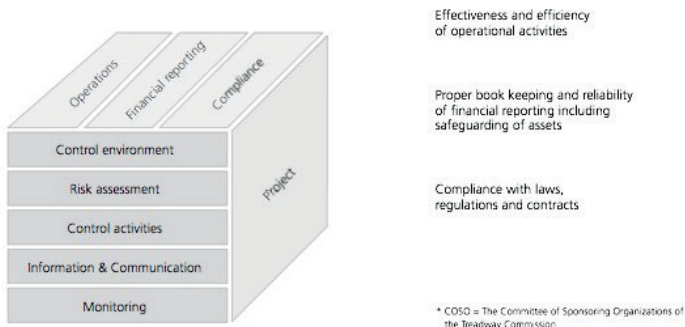 Operations
Financial reporting
Compliance
Control environment
Risk assessment
Control activities
Information & Communication
Monitoring
Project
Effectiveness and efficiency
of operational activities
Proper book keeping and reliability
of financial reporting including
safeguarding of assets
Compliance with laws,
regulations and contracts
* COSO = The Committee of Sponsoring Organizations of
the Treadway Commission